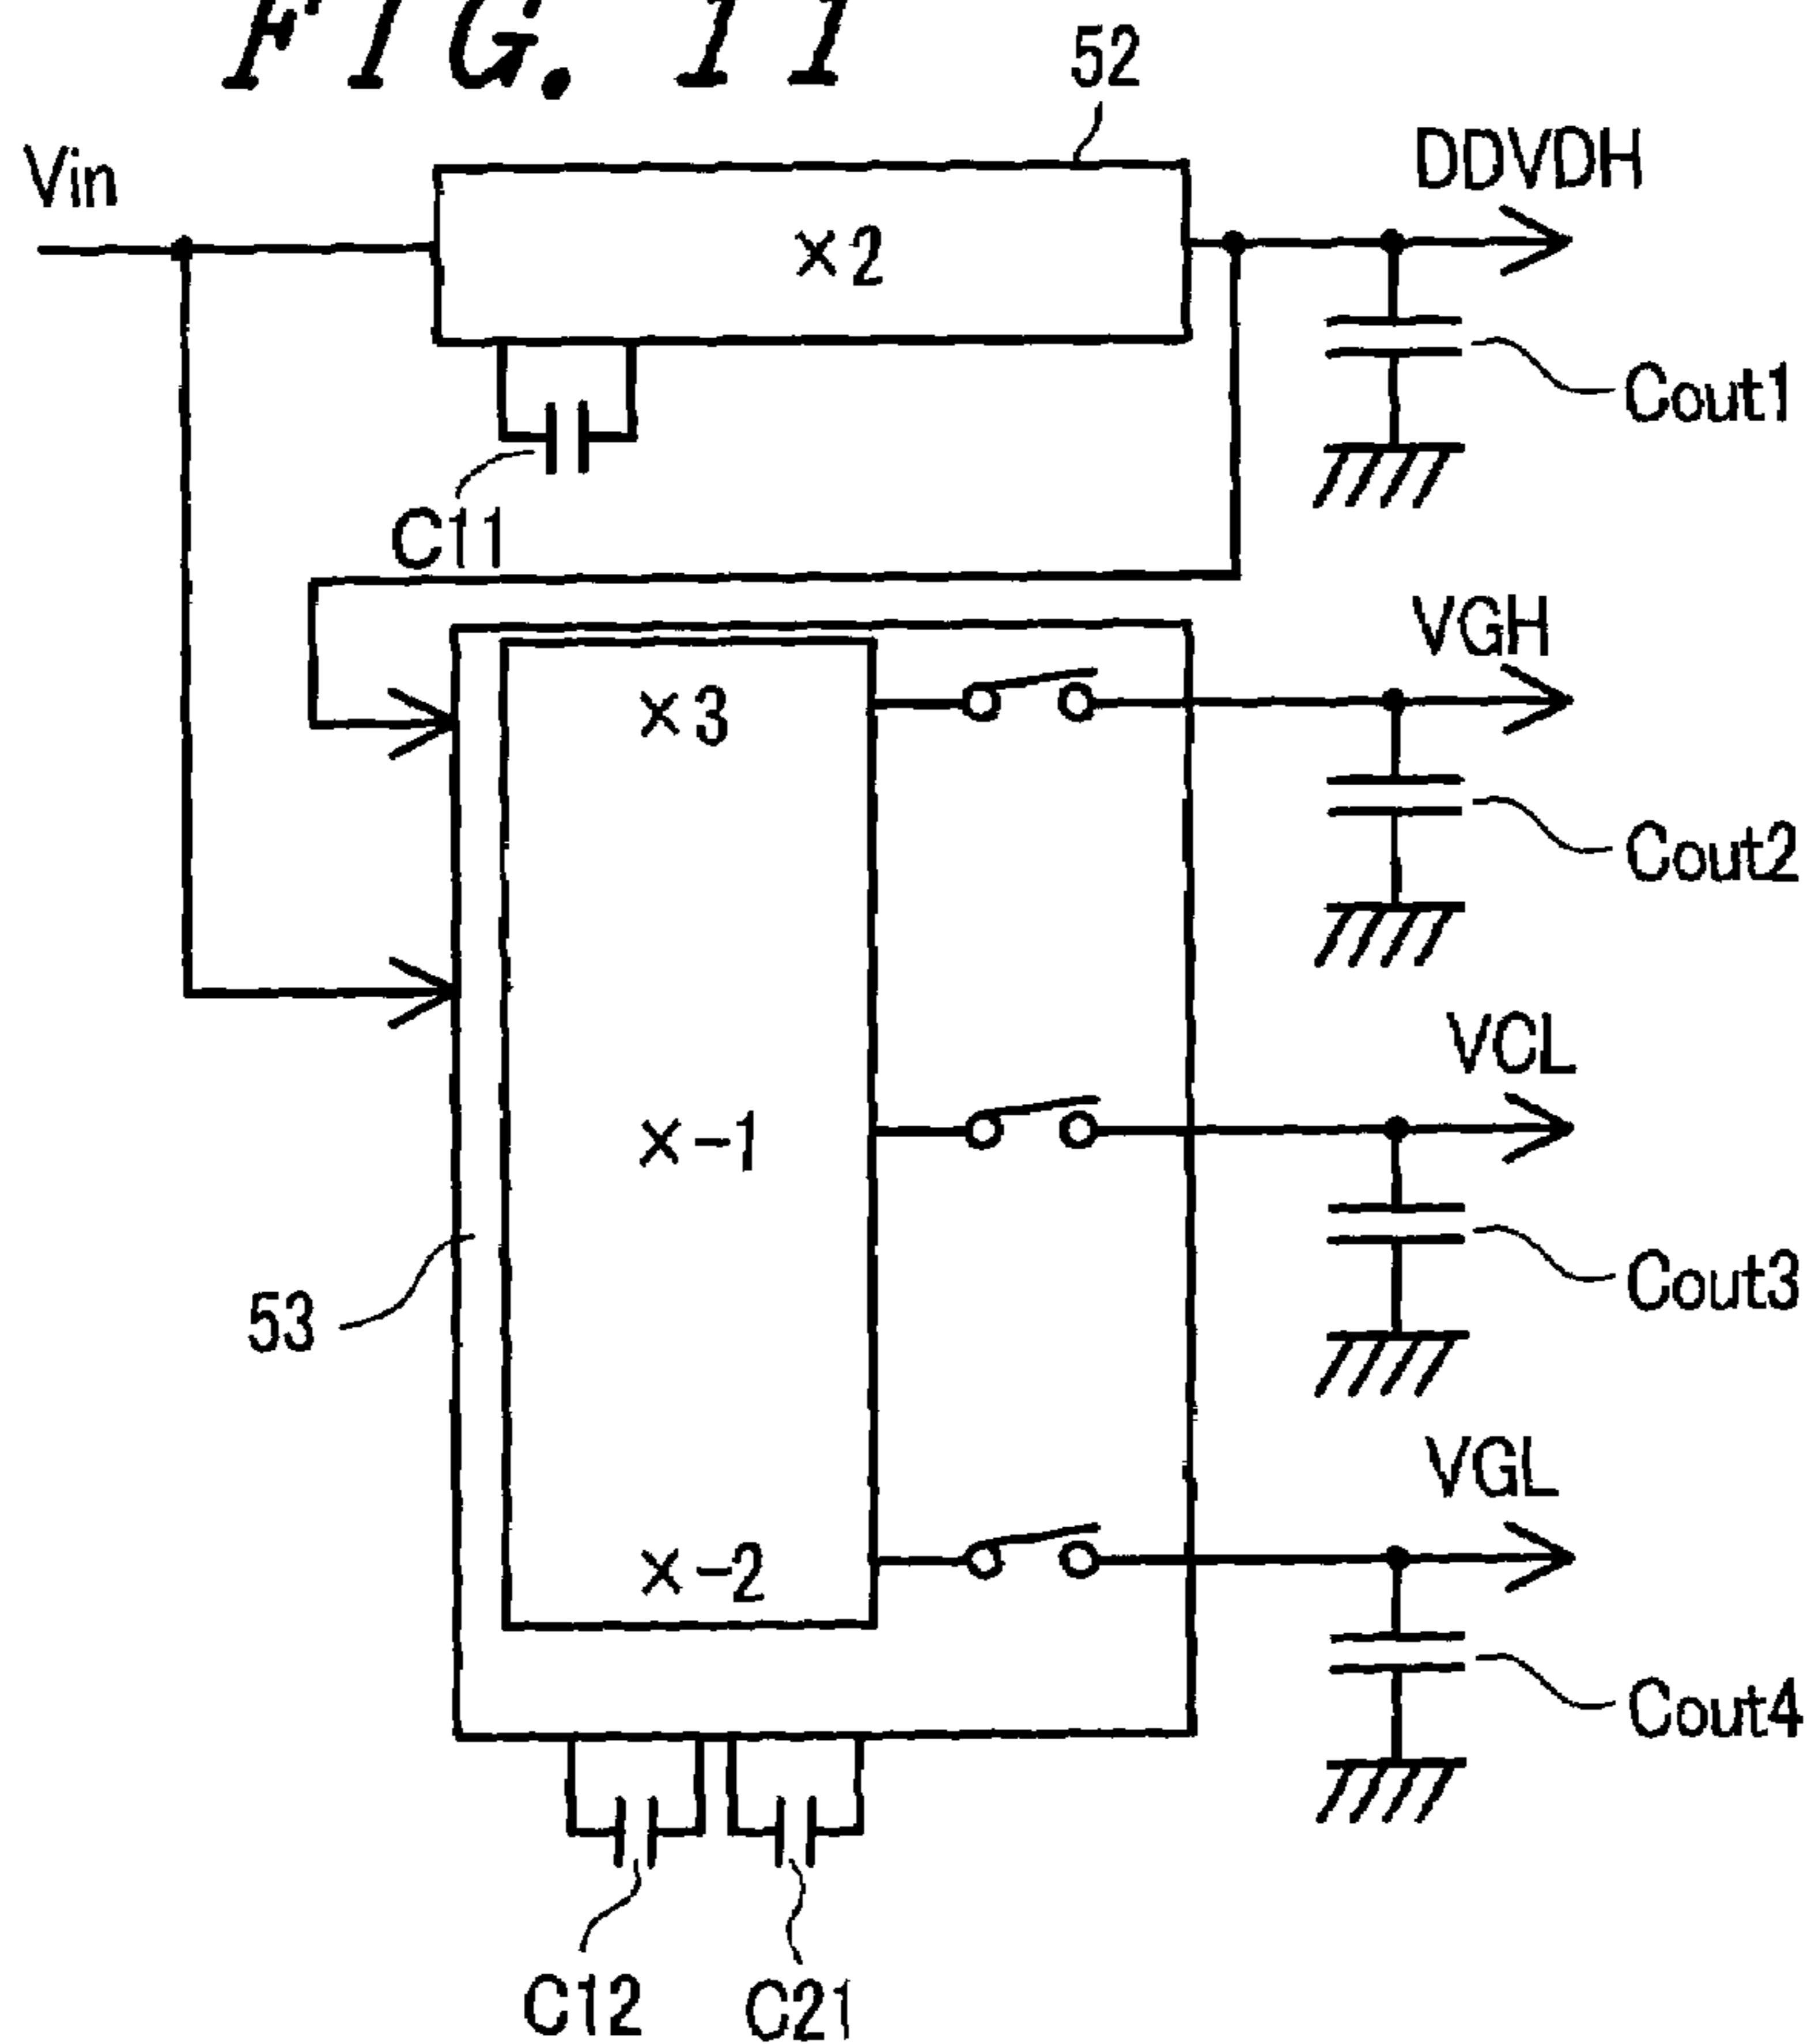 FIG. 11
52
Vin
DDVDH
×2
Cout1
C11
VGH
×3
Cout2
VCL
×-1
Cout3
53
VGL
×-2
Cout4
C12
C21